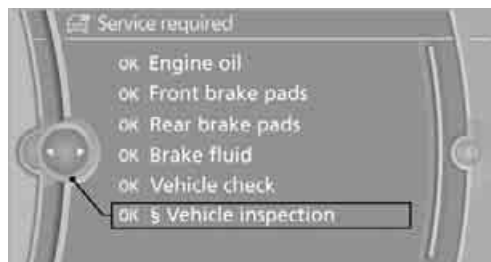 Service required
OK Engine oil
OK Front brake pads
OK Rear brake pads
OK Brake fluid
OK Vehicle check
OK § Vehicle inspection